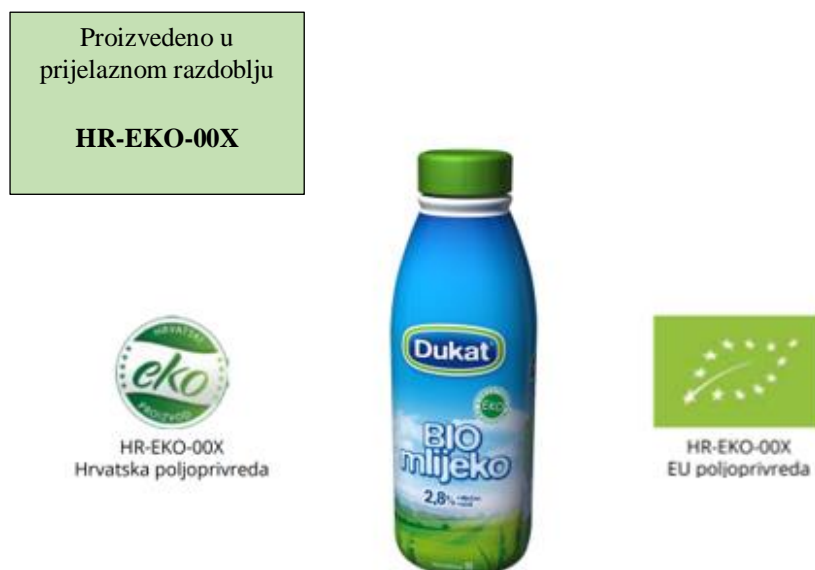 Proizvedeno u
prijelaznom razdoblju
HR-EKO-00X
HRVATSKI
eko
PROIZVOD
HR-EKO-00X
Hrvatska poljoprivreda
Dukat
EKO
BIO
mlijeko
2,8%
HR-EKO-00X
EU poljoprivreda